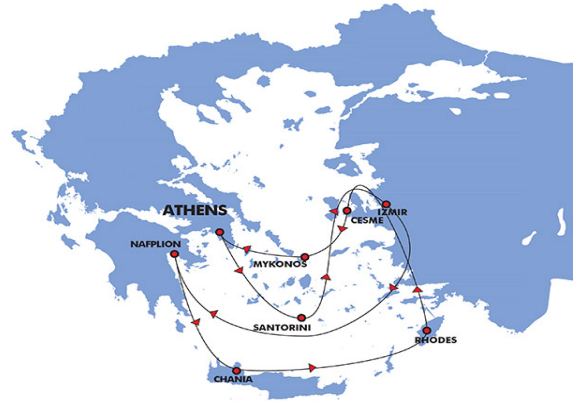 ATHENS
IZMIR
CESME
NAFPLION
MYKONOS
SANTORINI
RHODES
CHANIA